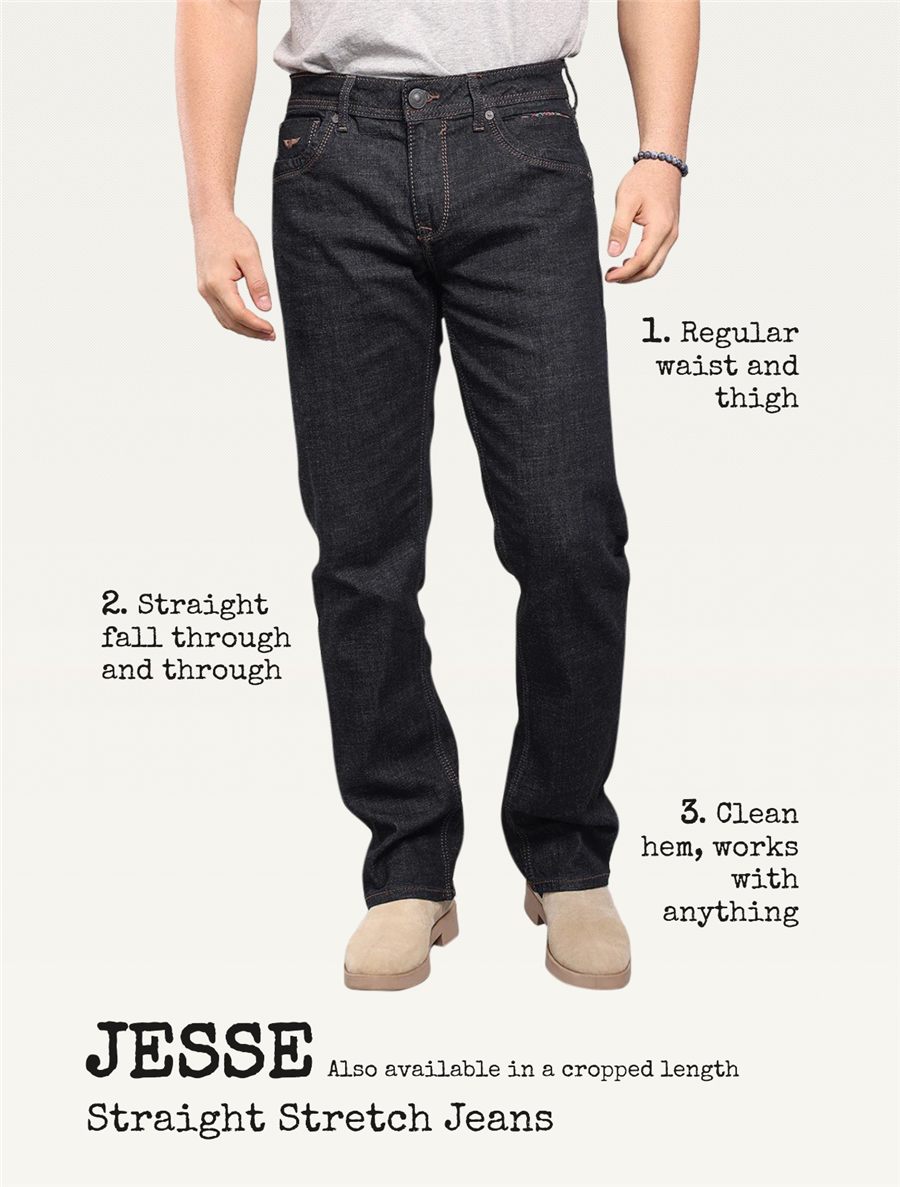 1. Regular
waist and
thigh
2. Straight
fall through
and through
3. Clean
hem, works
with
anything
JESSE Also available in a cropped length
Straight Stretch Jeans